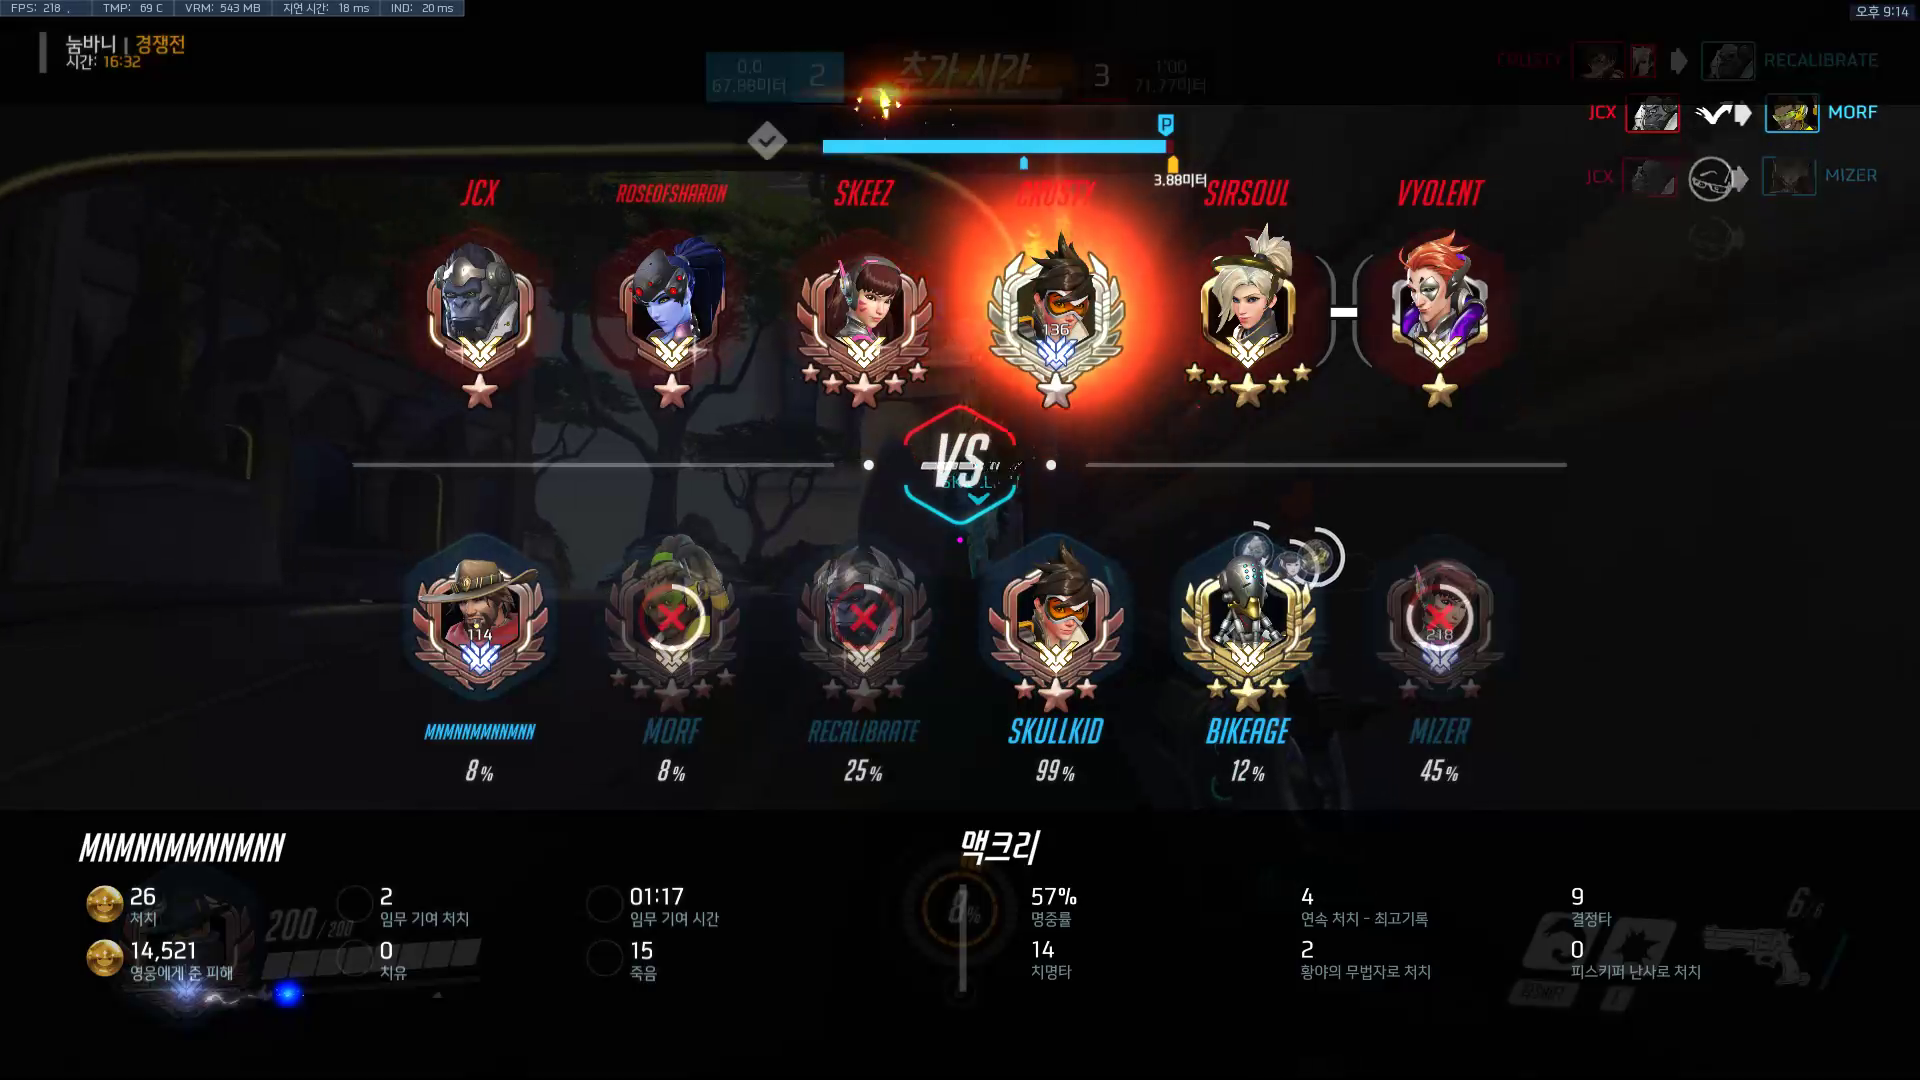 FPS: 218 , TMP: 69 C VRM: 543 MB 지연 시간: 18 ms IND: 20 ms
오후 9:14
눔바니 | 경쟁전
시간: 16:32
0.0
67.88미터
2
추가 시간
3
1'00
71.77미터
CRUSTY RECALIBRATE
JCX MORF
JCX MIZER
P
3.88미터
JCX ROSEOFSHARON SKEEZ CRUSTY SIRSOUL VYOLENT
136
VS
114
218
MNMNNMMNNMNN MORF RECALIBRATE SKULLKID BIKEAGE MIZER
8% 8% 25% 99% 12% 45%
MNMNNMMNNMNN
맥크리
26 2 01:17 57% 4 9
처치 임무 기여 처치 임무 기여 시간 명중률 연속 처치 - 최고기록 결정타
14,521 0 15 14 2 0
영웅에게 준 피해 치유 죽음 치명타 황야의 무법자로 처치 피스키퍼 난사로 처치
200/200
8%
6/6